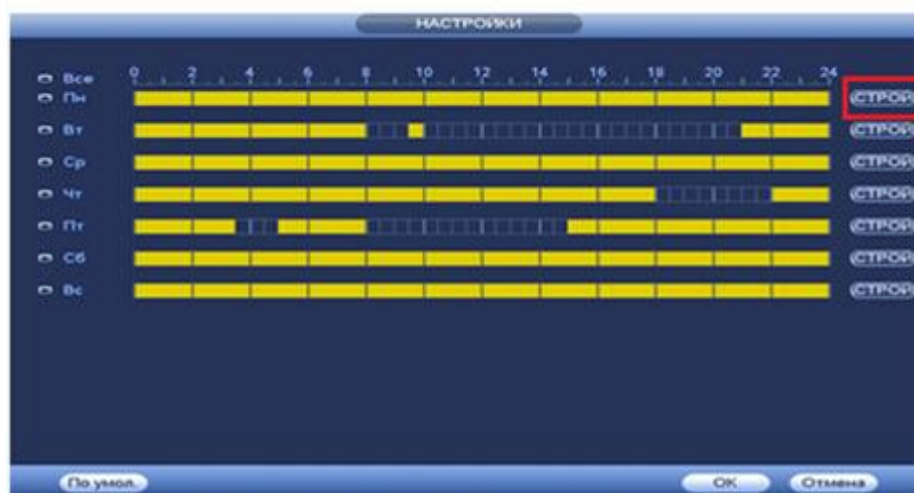 НАСТРОЙКИ
Все 0 2 4 6 8 10 12 14 16 18 20 22 24
Пн СТРОЙ
Вт СТРОЙ
Ср СТРОЙ
Чт СТРОЙ
Пт СТРОЙ
Сб СТРОЙ
Вс СТРОЙ
По умол. OK Отмена